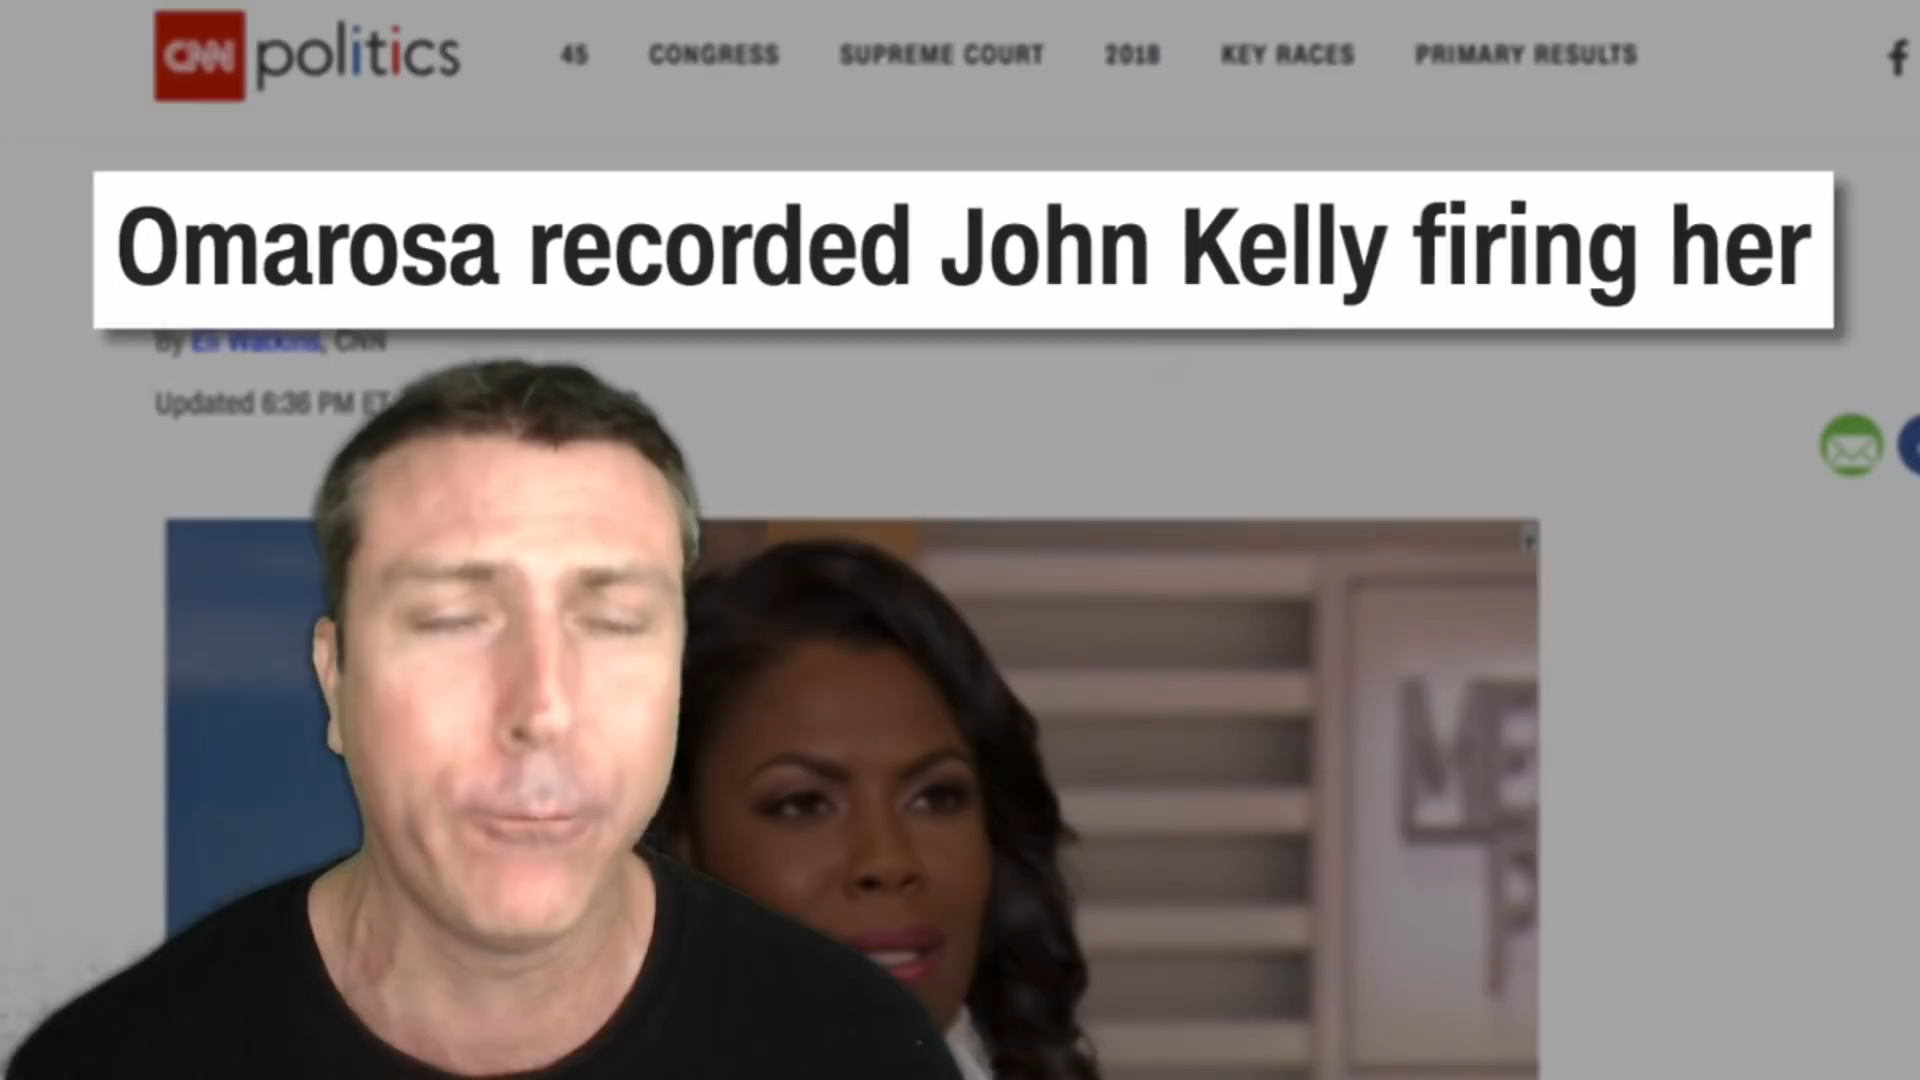 CNN politics 45 CONGRESS SUPREME COURT 2018 KEY RACES PRIMARY RESULTS f
Omarosa recorded John Kelly firing her
By Eli Watkins, CNN
Updated 6:36 PM ET
ME
P